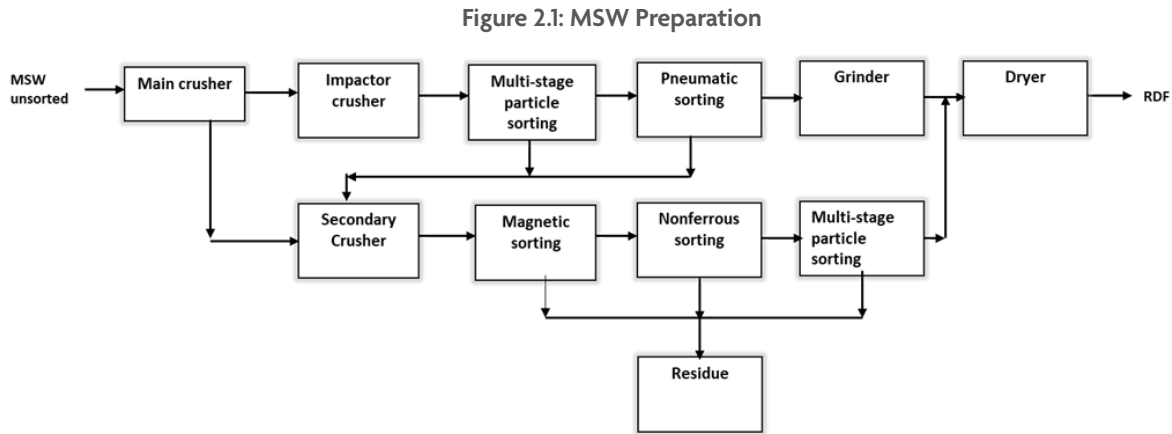 Figure 2.1: MSW Preparation
MSW
unsorted
Main crusher
Impactor
crusher
Multi-stage
particle
sorting
Pneumatic
sorting
Grinder
Dryer
RDF
Secondary
Crusher
Magnetic
sorting
Nonferrous
sorting
Multi-stage
particle
sorting
Residue